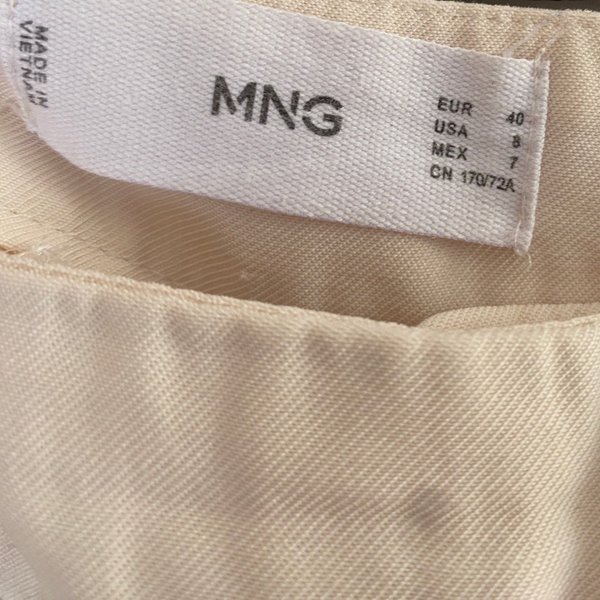 MADE IN
VIETNAM
MNG
EUR 40
USA 8
MEX 7
CN 170/72A